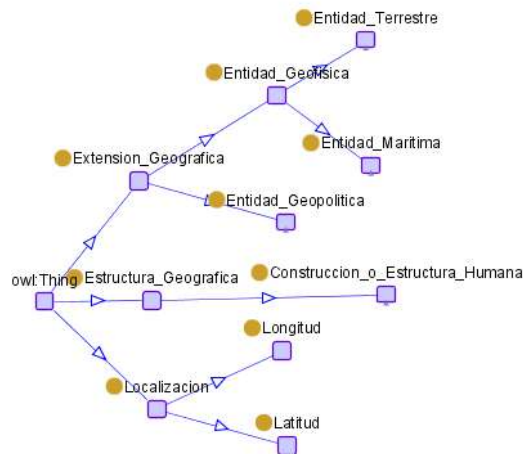 Entidad_Terrestre
Entidad_Geofisica
Entidad_Maritima
Extension_Geografica
Entidad_Geopolitica
owl:Thing
Estructura_Geografica
Construccion_o_Estructura_Humana
Longitud
Localizacion
Latitud